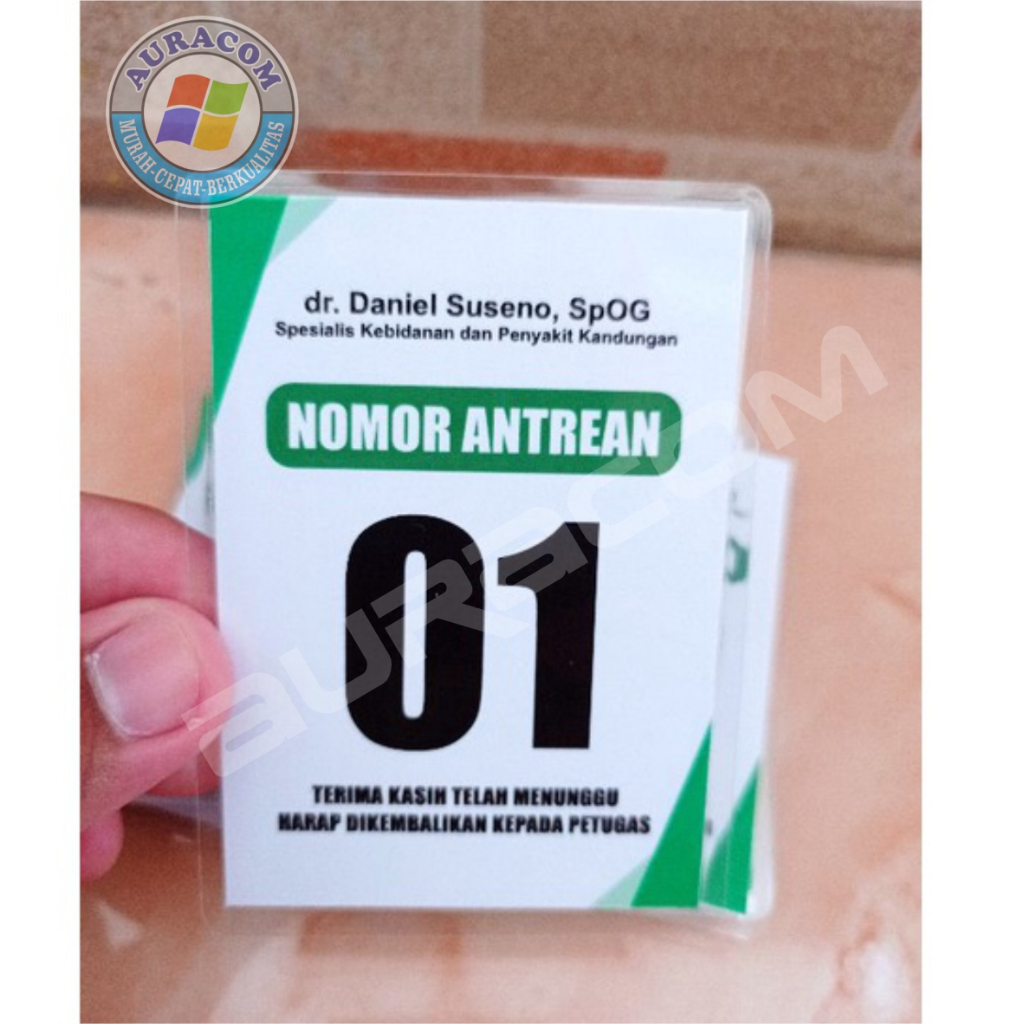 AURACOM
MURAH-CEPAT-BERKUALITAS
dr. Daniel Suseno, SpOG
Spesialis Kebidanan dan Penyakit Kandungan
NOMOR ANTREAN
01
TERIMA KASIH TELAH MENUNGGU
HARAP DIKEMBALIKAN KEPADA PETUGAS
AURACOM